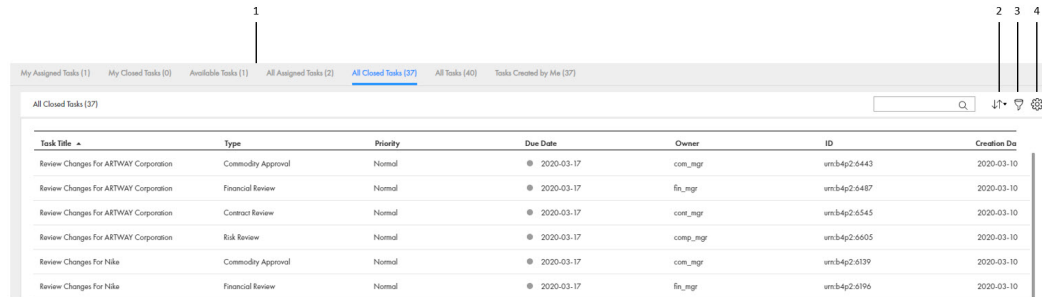 1 2 3 4
My Assigned Tasks (1) My Closed Tasks (0) Available Tasks (1) All Assigned Tasks (2) All Closed Tasks (37) All Tasks (40) Tasks Created by Me (37)
All Closed Tasks (37)
Task Title Type Priority Due Date Owner ID Creation Da
Review Changes For ARTWAY Corporation Commodity Approval Normal 2020-03-17 com_mgr urn:b4p2:6443 2020-03-10
Review Changes For ARTWAY Corporation Financial Review Normal 2020-03-17 fin_mgr urn:b4p2:6487 2020-03-10
Review Changes For ARTWAY Corporation Contract Review Normal 2020-03-17 cont_mgr urn:b4p2:6545 2020-03-10
Review Changes For ARTWAY Corporation Risk Review Normal 2020-03-17 comp_mgr urn:b4p2:6605 2020-03-10
Review Changes For Nike Commodity Approval Normal 2020-03-17 com_mgr urn:b4p2:6139 2020-03-10
Review Changes For Nike Financial Review Normal 2020-03-17 fin_mgr urn:b4p2:6196 2020-03-10